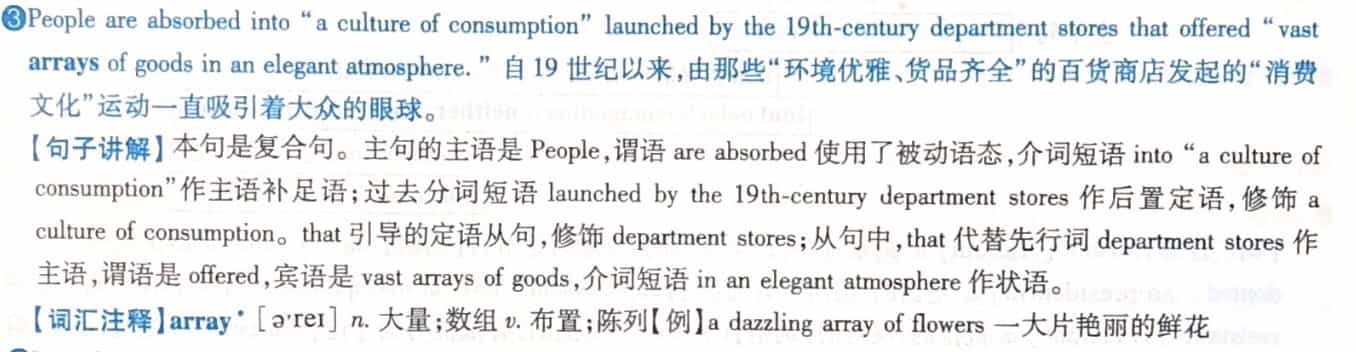 ③People are absorbed into “a culture of consumption” launched by the 19th-century department stores that offered “vast
arrays of goods in an elegant atmosphere.” 自 19 世纪以来,由那些“环境优雅、货品齐全”的百货商店发起的“消费
文化”运动一直吸引着大众的眼球。
【句子讲解】本句是复合句。主句的主语是 People,谓语 are absorbed 使用了被动语态,介词短语 into “a culture of
consumption”作主语补足语;过去分词短语 launched by the 19th-century department stores 作后置定语,修饰 a
culture of consumption。that 引导的定语从句,修饰 department stores;从句中,that 代替先行词 department stores 作
主语,谓语是 offered,宾语是 vast arrays of goods,介词短语 in an elegant atmosphere 作状语。
【词汇注释】array* [əˈreɪ] n. 大量;数组 v. 布置;陈列【例】a dazzling array of flowers 一大片艳丽的鲜花